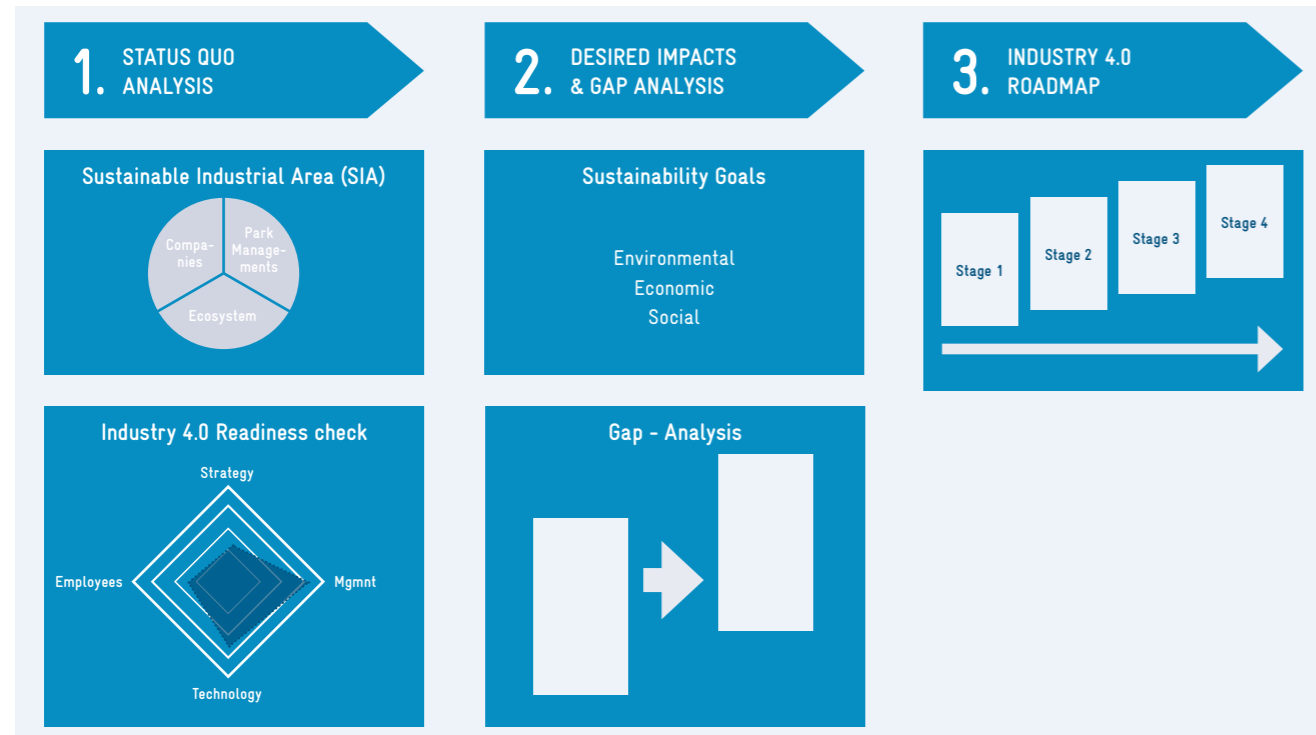 1. STATUS QUO
ANALYSIS
2. DESIRED IMPACTS
& GAP ANALYSIS
3. INDUSTRY 4.0
ROADMAP
Sustainable Industrial Area (SIA)
Compa-
nies
Park
Manage-
ments
Ecosystem
Sustainability Goals
Environmental
Economic
Social
Stage 1
Stage 2
Stage 3
Stage 4
Industry 4.0 Readiness check
Strategy
Employees
Mgmnt
Technology
Gap - Analysis